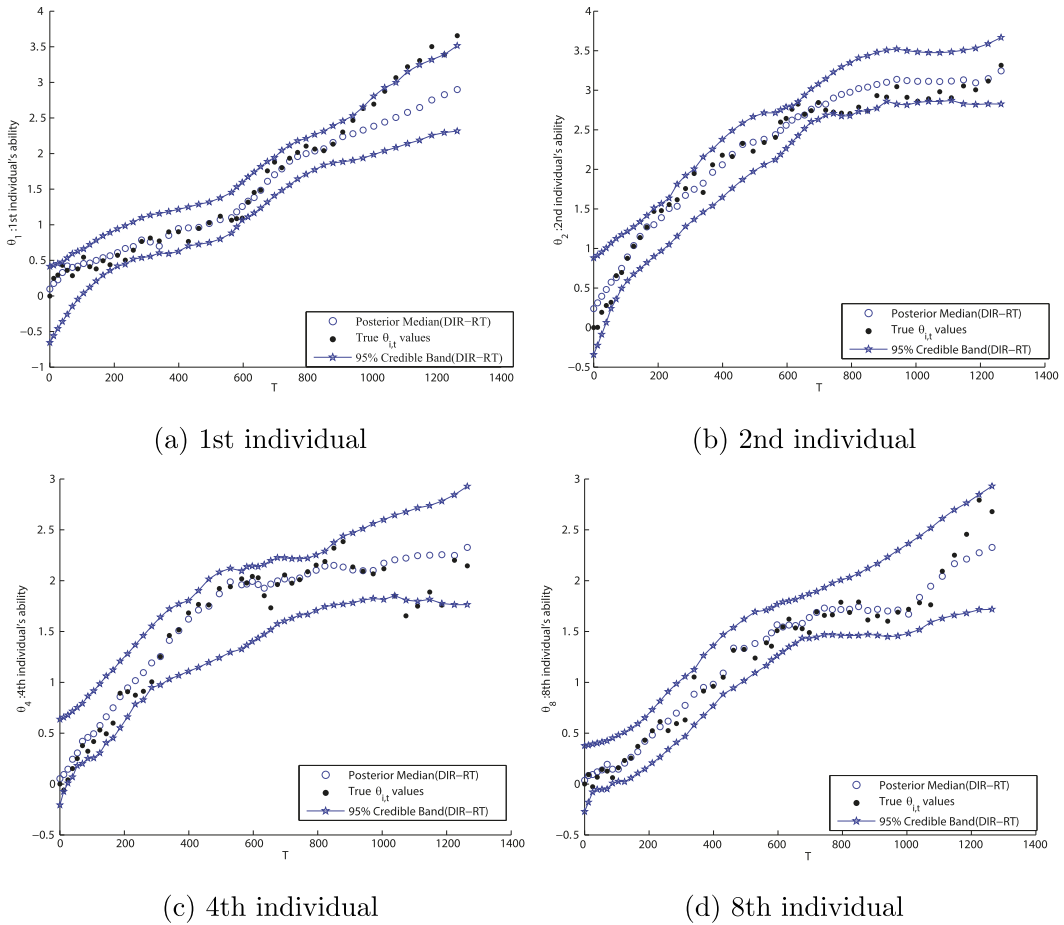 4
3.5
3
2.5
2
1.5
1
0.5
0
−0.5
−1
θ1 :1st individual's ability
0 200 400 600 800 1000 1200 1400
T
Posterior Median(DIR−RT)
True θi,t values
95% Credible Band(DIR−RT)
(a) 1st individual
4
3.5
3
2.5
2
1.5
1
0.5
0
−0.5
θ2 :2nd individual's ability
0 200 400 600 800 1000 1200 1400
T
Posterior Median(DIR−RT)
True θi,t values
95% Credible Band(DIR−RT)
(b) 2nd individual
3
2.5
2
1.5
1
0.5
0
−0.5
θ4 :4th individual's ability
0 200 400 600 800 1000 1200 1400
T
Posterior Median(DIR−RT)
True θi,t values
95% Credible Band(DIR−RT)
(c) 4th individual
3
2.5
2
1.5
1
0.5
0
−0.5
θ8 :8th individual's ability
0 200 400 600 800 1000 1200 1400
T
Posterior Median(DIR−RT)
True θi,t values
95% Credible Band(DIR−RT)
(d) 8th individual